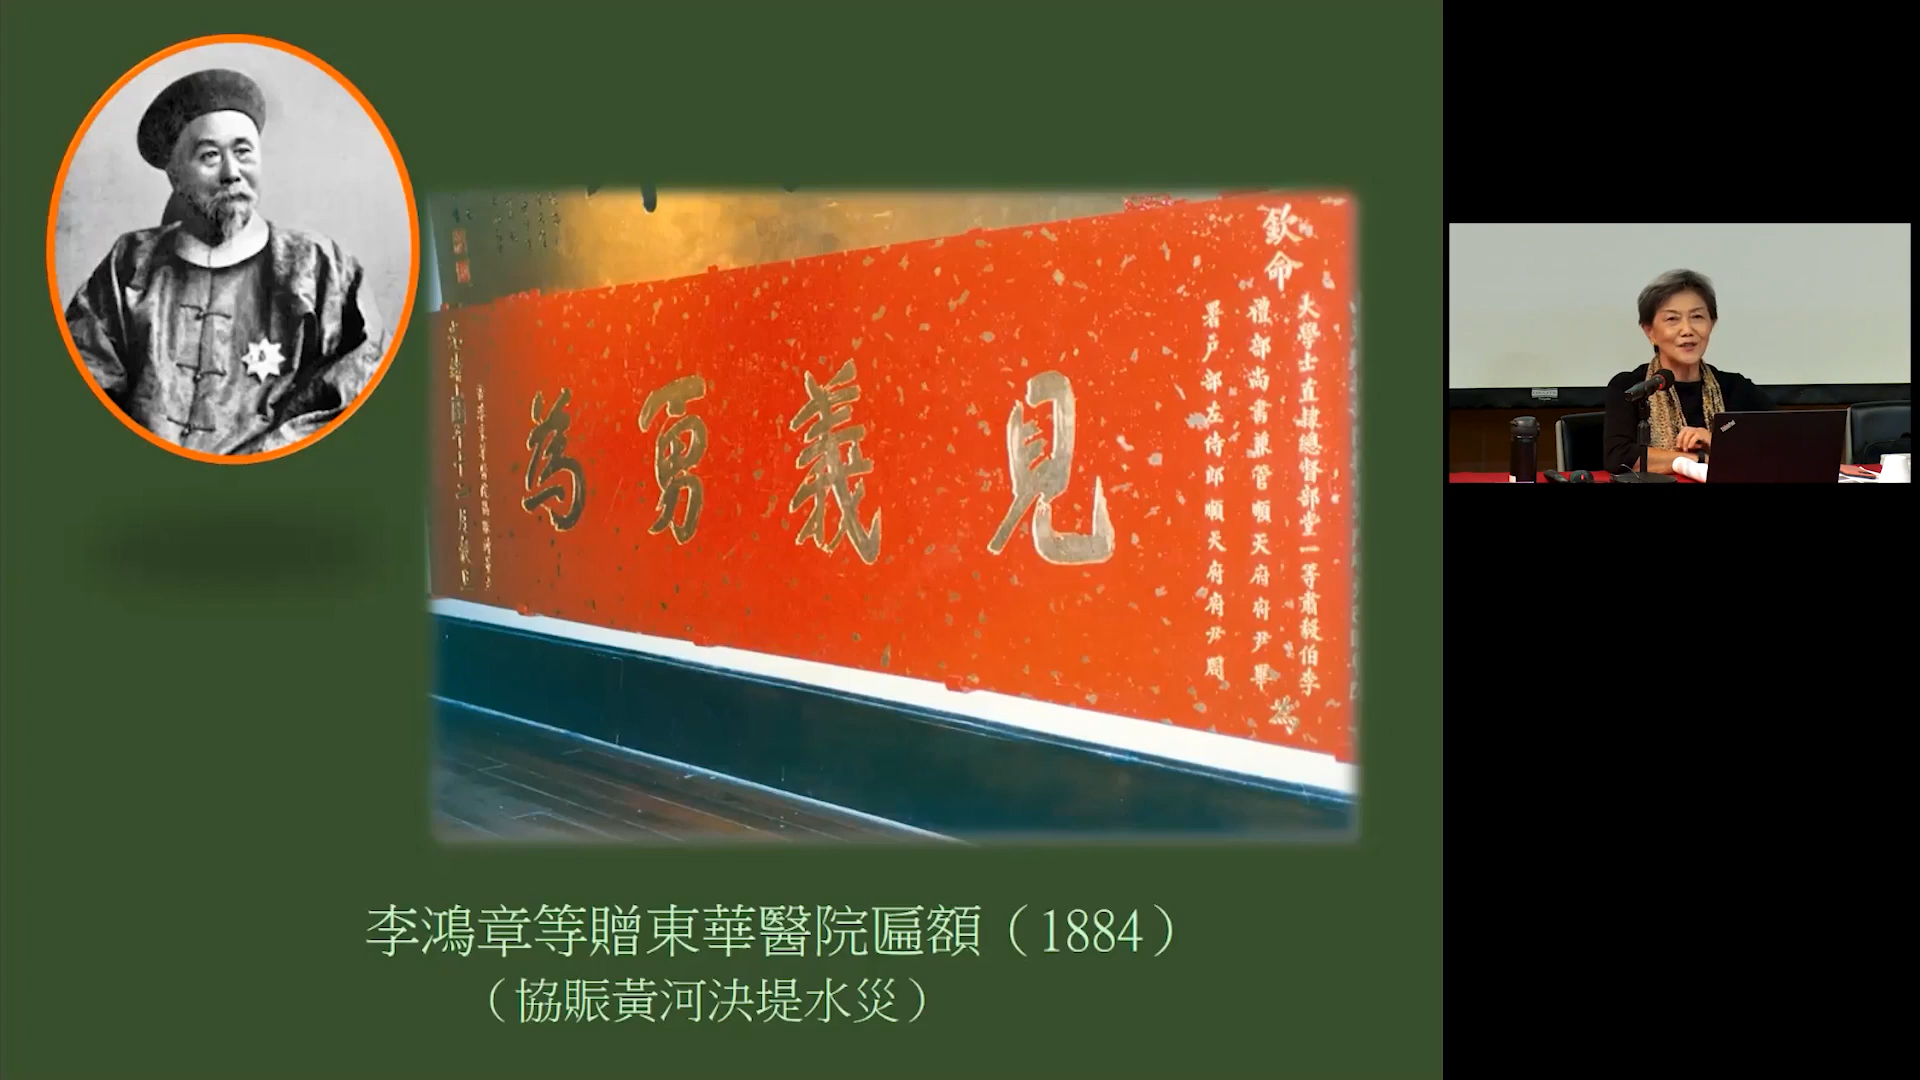 欽命
大學士直隸總督部堂一等肅毅伯李
禮部尚書兼管順天府府尹畢
署戶部左侍郎順天府府尹周
為
見義勇為
李鴻章等贈東華醫院匾額（1884）
（協賑黃河決堤水災）
ThinkPad